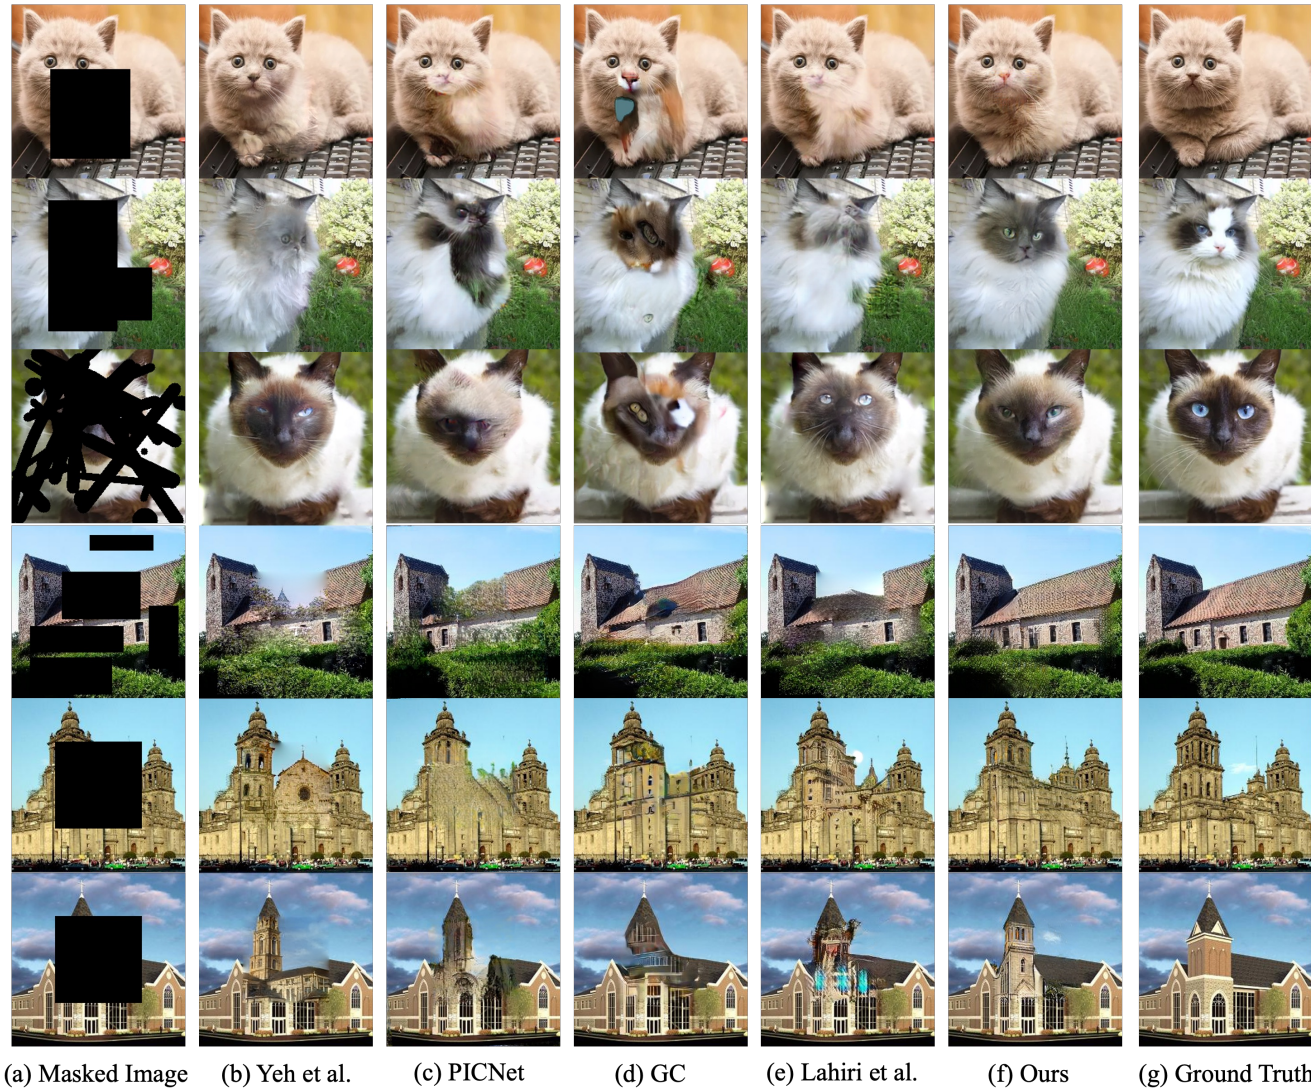 (a) Masked Image (b) Yeh et al. (c) PICNet (d) GC (e) Lahiri et al. (f) Ours (g) Ground Truth